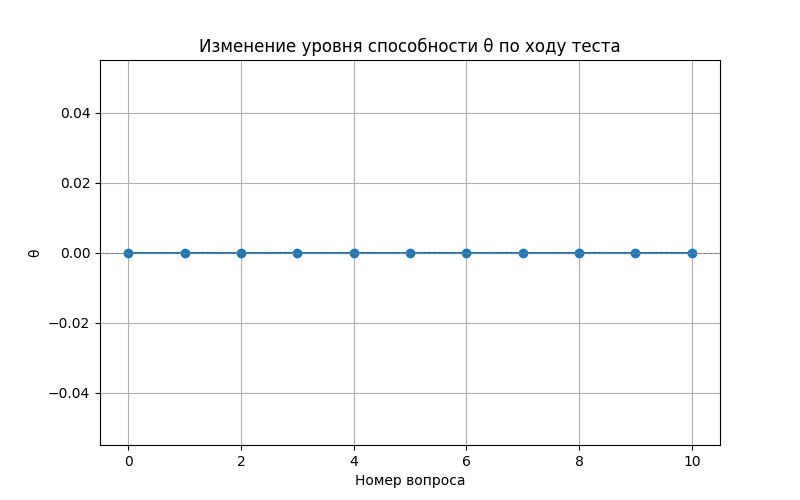 Изменение уровня способности θ по ходу теста
0.04
0.02
0.00
−0.02
−0.04
θ
0 2 4 6 8 10
Номер вопроса